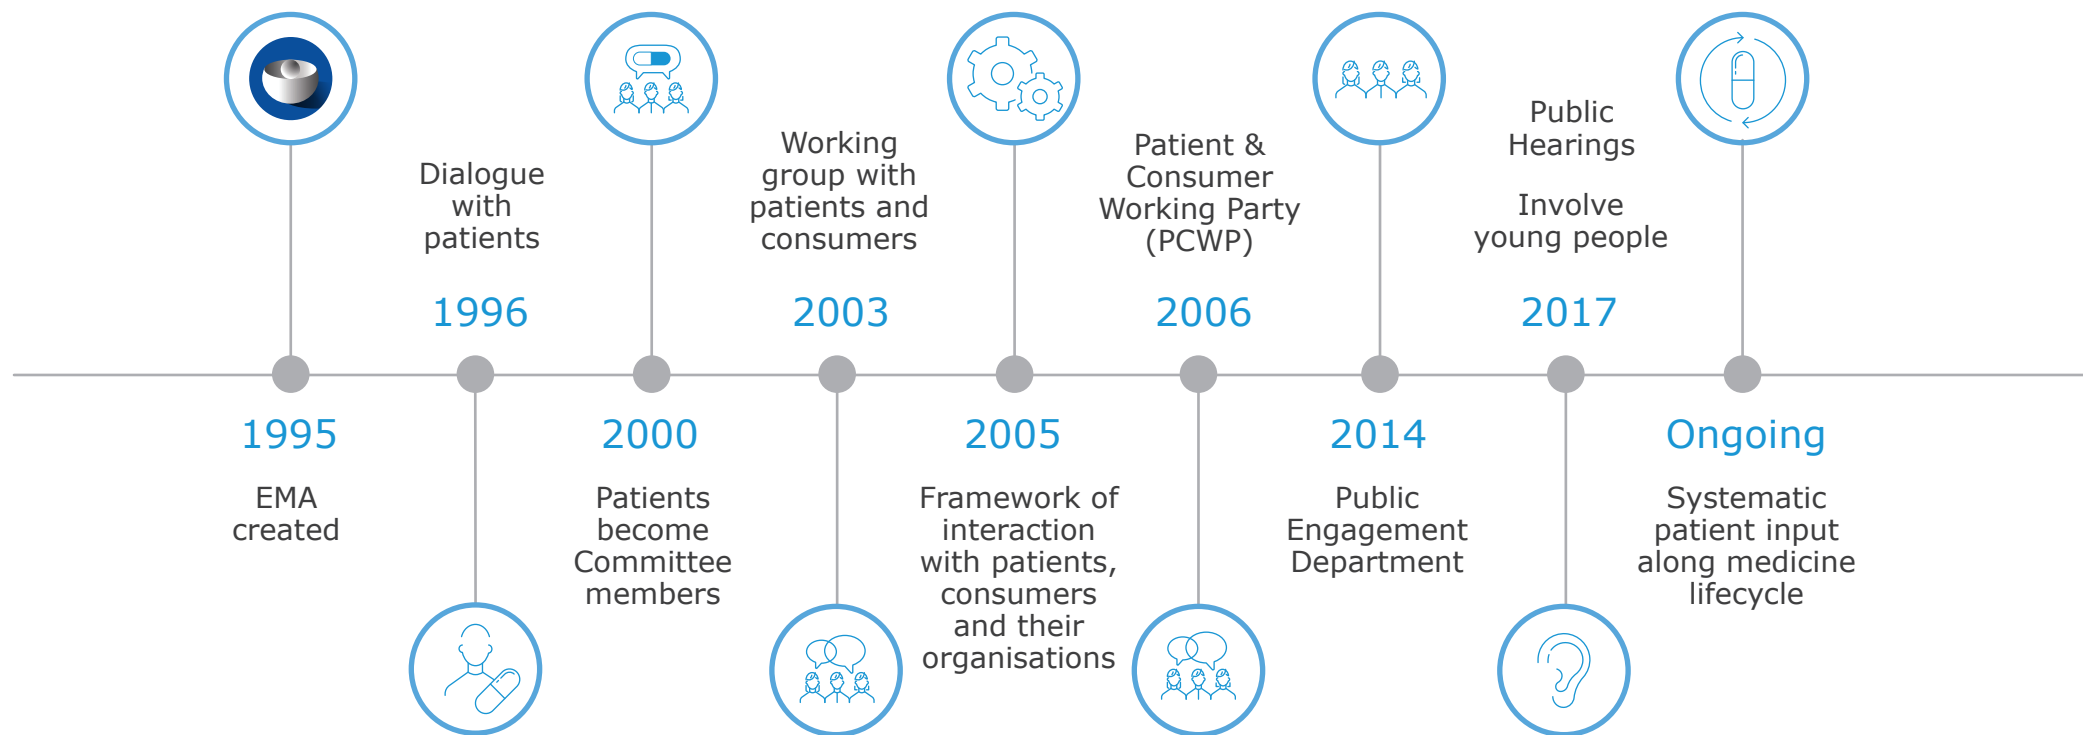 1995
EMA
created
Dialogue
with
patients
1996
2000
Patients
become
Committee
members
Working
group with
patients and
consumers
2003
2005
Framework of
interaction
with patients,
consumers
and their
organisations
Patient &
Consumer
Working Party
(PCWP)
2006
2014
Public
Engagement
Department
Public
Hearings
Involve
young people
2017
Ongoing
Systematic
patient input
along medicine
lifecycle